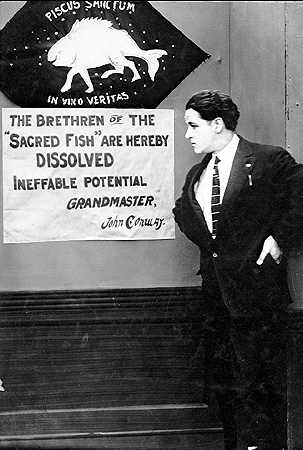 PISCUS SANCTUM
IN VINO VERITAS
THE BRETHREN OF THE
"SACRED FISH" ARE HEREBY
DISSOLVED
INEFFABLE POTENTIAL
GRANDMASTER,
John Conway.